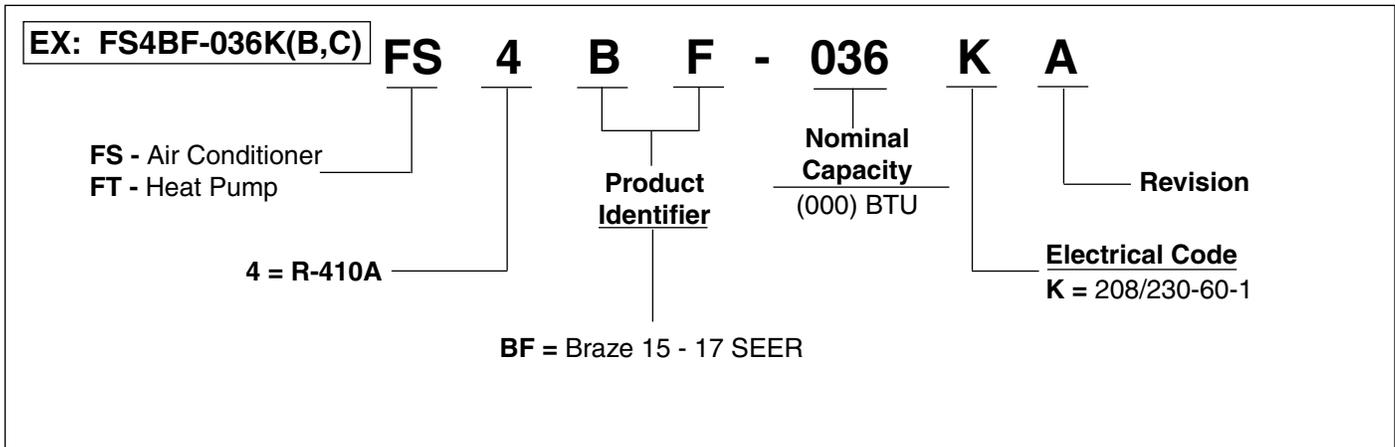 EX: FS4BF-036K(B,C)
FS 4 B F - 036 K A
FS - Air Conditioner
FT - Heat Pump
4 = R-410A
Product
Identifier
BF = Braze 15 - 17 SEER
Nominal
Capacity
(000) BTU
Revision
Electrical Code
K = 208/230-60-1